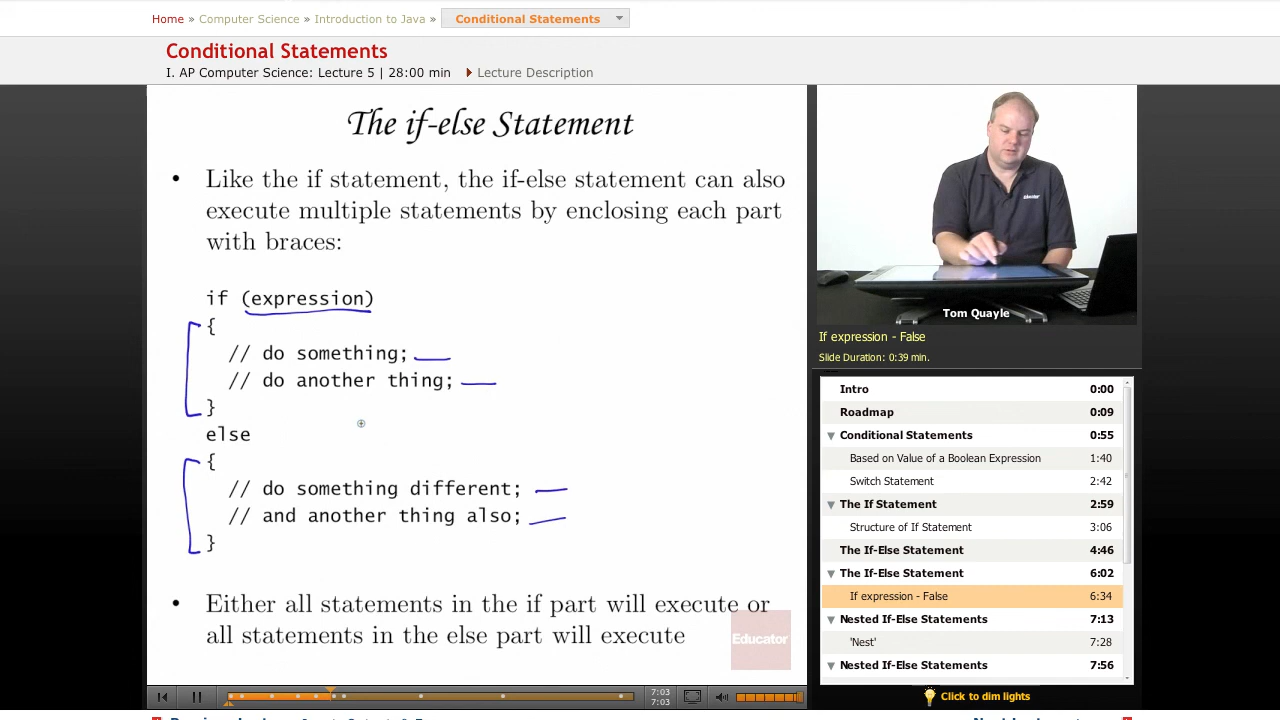 Home » Computer Science » Introduction to Java » Conditional Statements
Conditional Statements
I. AP Computer Science: Lecture 5 | 28:00 min Lecture Description
The if-else Statement
• Like the if statement, the if-else statement can also
execute multiple statements by enclosing each part
with braces:
if (expression)
{
// do something;
// do another thing;
}
else
{
// do something different;
// and another thing also;
}
• Either all statements in the if part will execute or
all statements in the else part will execute
Educator
7:03
7:03
Tom Quayle
If expression - False
Slide Duration: 0:39 min.
Intro 0:00
Roadmap 0:09
Conditional Statements 0:55
Based on Value of a Boolean Expression 1:40
Switch Statement 2:42
The If Statement 2:59
Structure of If Statement 3:06
The If-Else Statement 4:46
The If-Else Statement 6:02
If expression - False 6:34
Nested If-Else Statements 7:13
'Nest' 7:28
Nested If-Else Statements 7:56
Click to dim lights